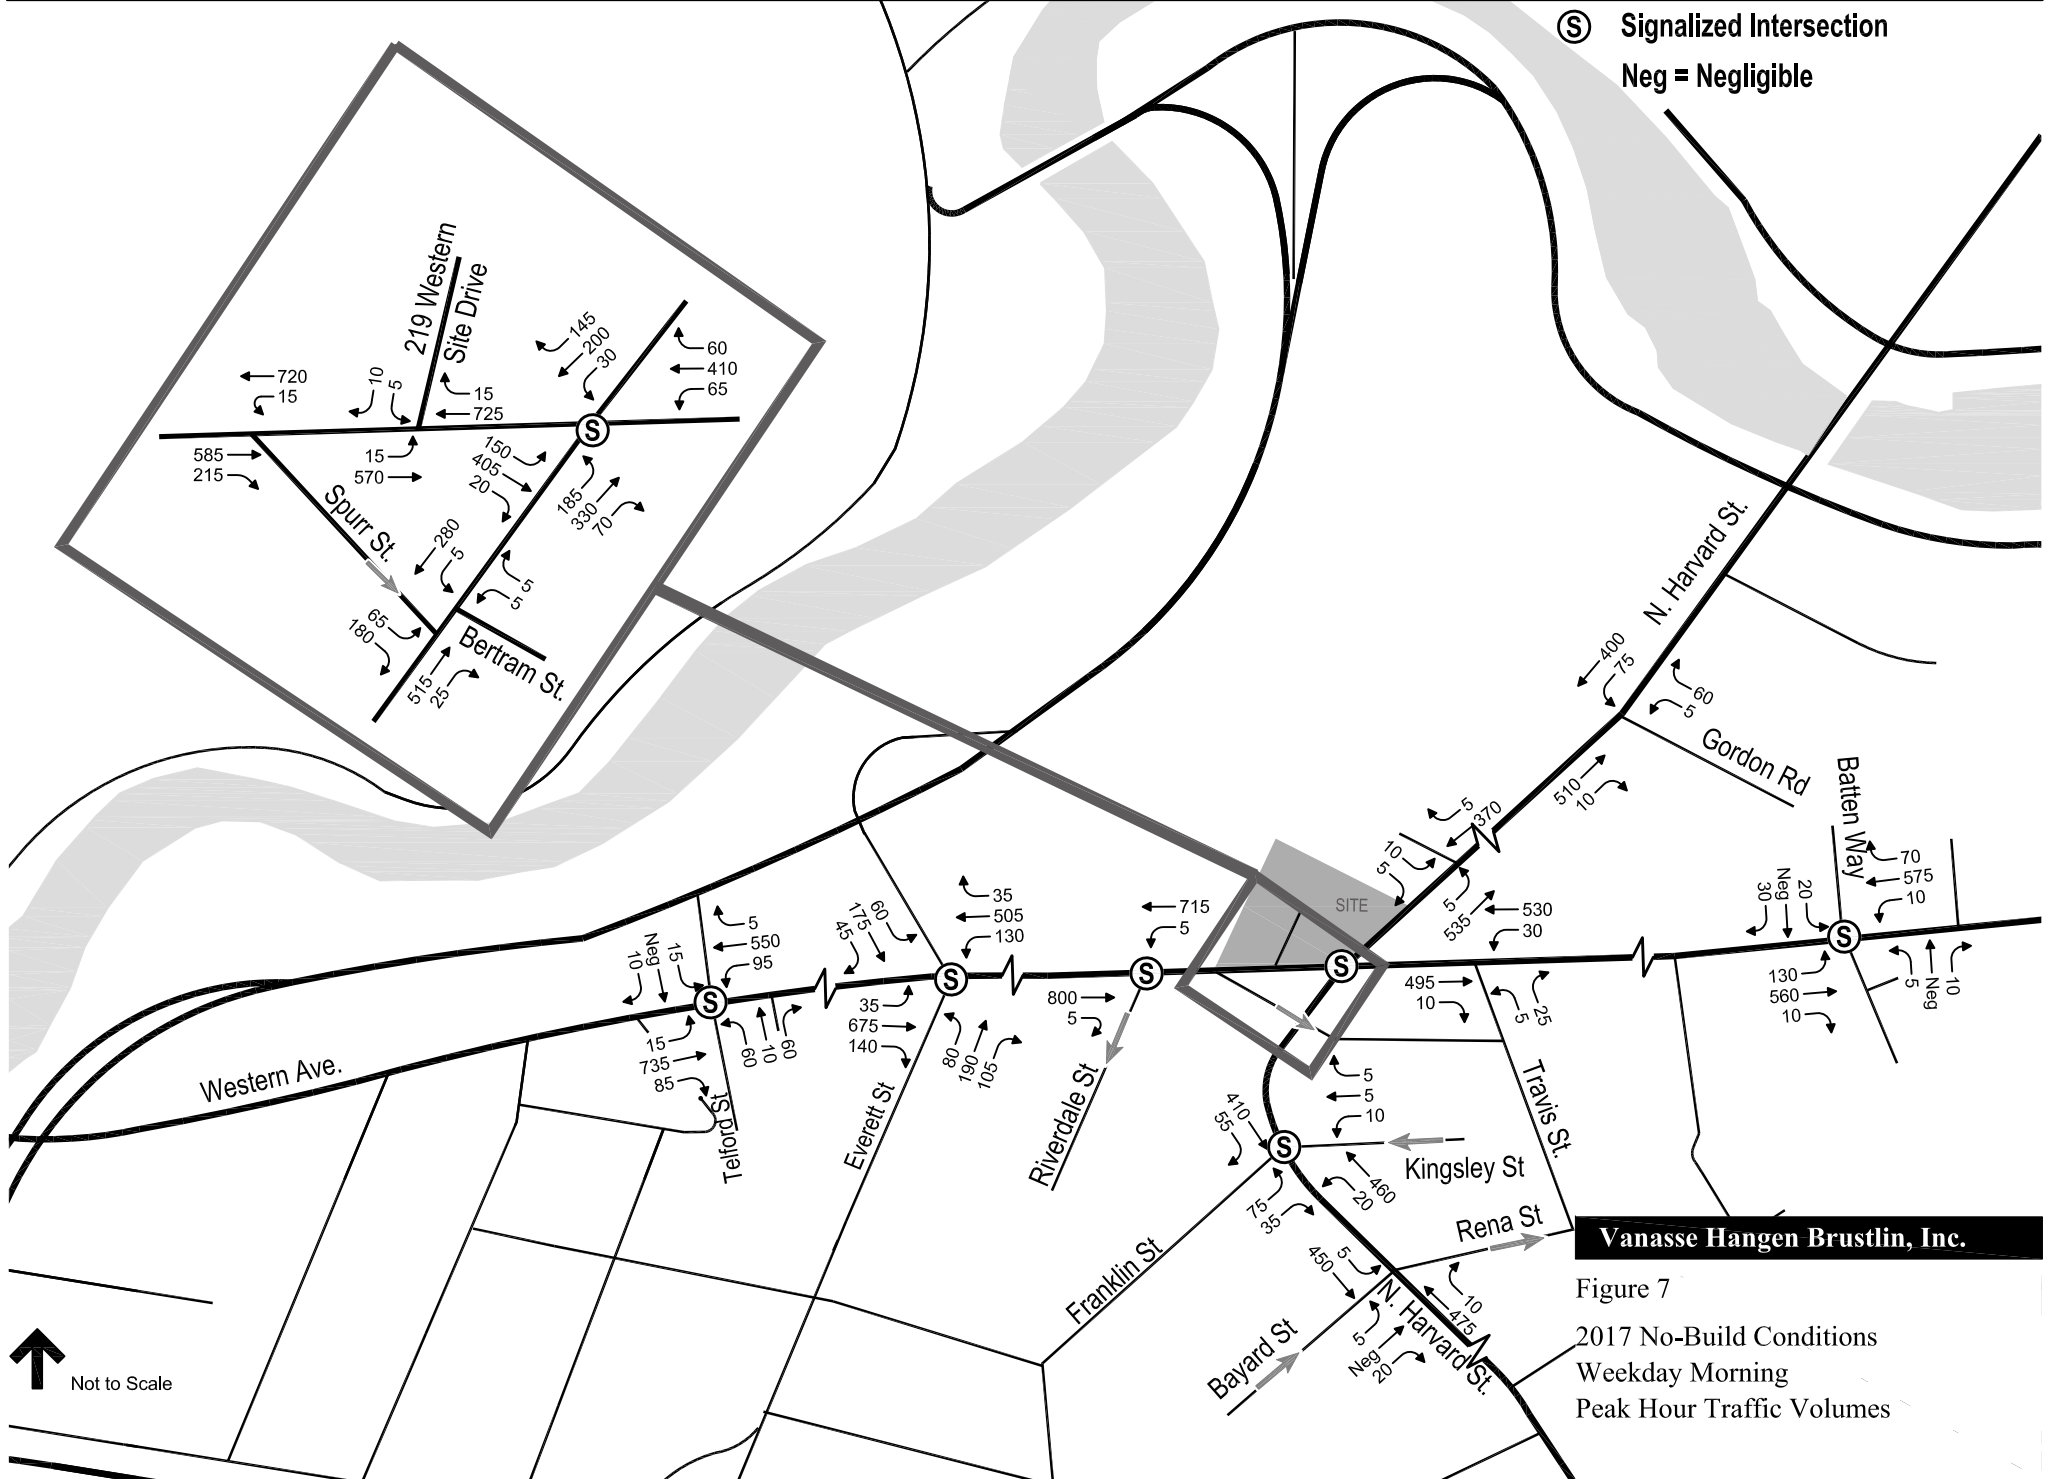 Ⓢ Signalized Intersection
Neg = Negligible
219 Western
Site Drive
145
200
30
60
410
65
720
15
10
5
15
725
S
585
215
15
570
150
405
20
185
330
70
Spurr St.
280
5
5
5
65
180
Bertram St.
515
25
N. Harvard St.
400
75
60
5
Gordon Rd
510
10
Batten Way
5
370
10
5
5
535
SITE
530
30
S
495
10
5
25
Travis St.
30
Neg
20
70
575
10
S
130
560
10
5
Neg
10
715
5
S
800
5
Riverdale St
60
175
45
35
505
130
S
35
675
140
80
190
105
Everett St
10
Neg
15
5
550
95
S
15
735
85
60
10
60
Telford St
Western Ave.
5
5
10
410
55
S
Kingsley St
460
20
75
35
Franklin St
Rena St
5
450
10
475
5
Neg
20
Bayard St
N. Harvard St.
Not to Scale
Vanasse Hangen Brustlin, Inc.
Figure 7
2017 No-Build Conditions
Weekday Morning
Peak Hour Traffic Volumes